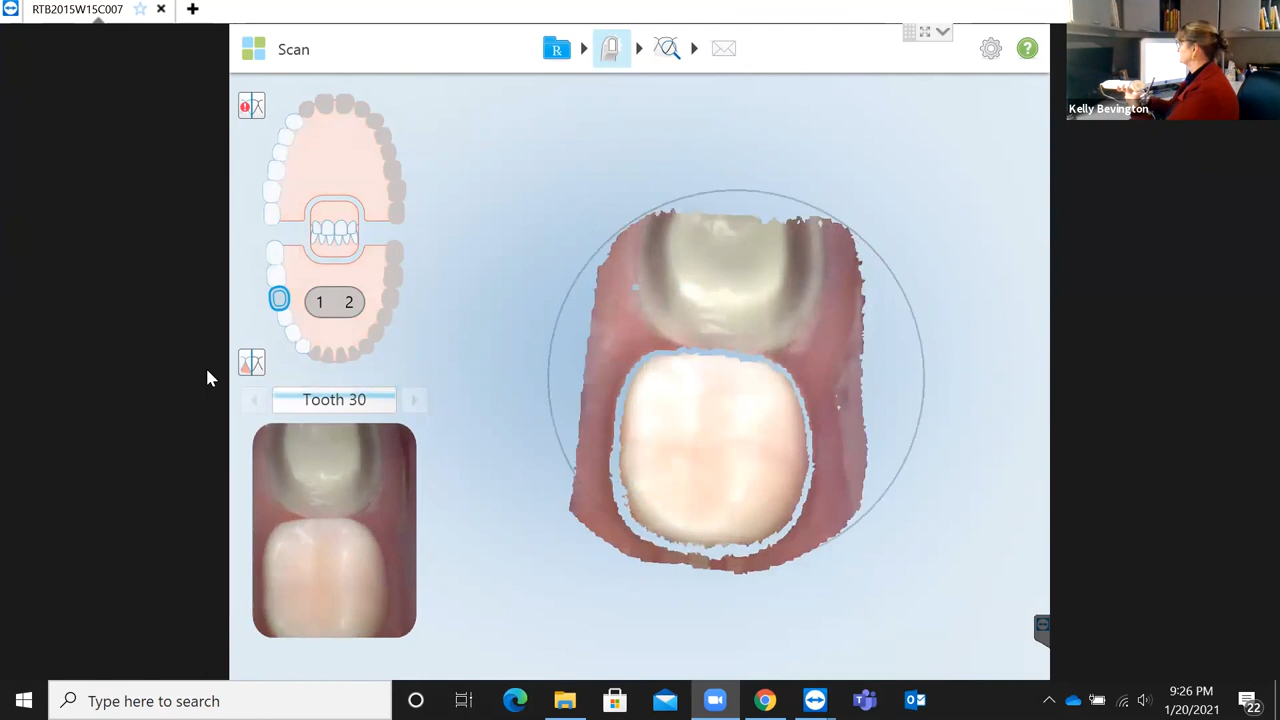 RTB2015W15C007
Scan
R
?
Kelly Bevington
1 2
Tooth 30
Type here to search
9:26 PM
1/20/2021
22